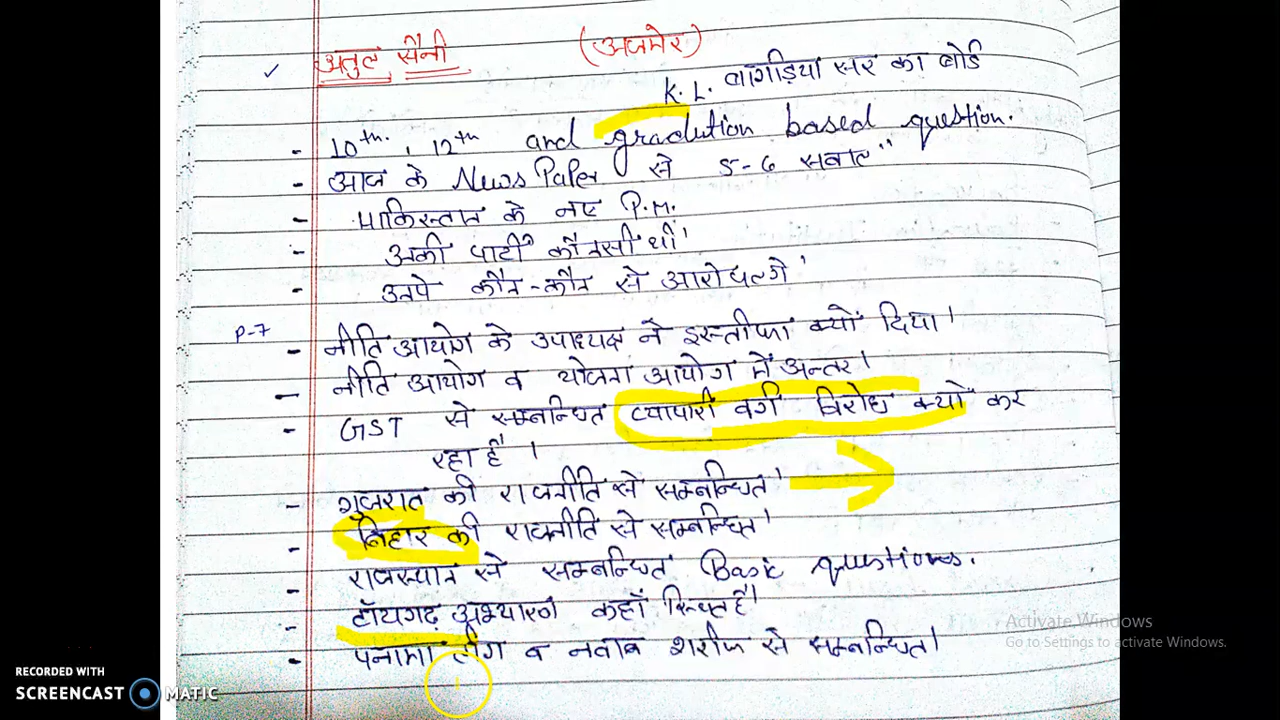 अतुल सैनी (अजमेर)
K. L. बागड़िया सर का बोर्ड
- 10th, 12th and gradution based question.
- आज के News Paper से 5-6 सवाल"
- पाकिस्तान के नए P.M.
- उनकी पार्टी कौनसी थी'
- उनपे कौन-कौन से आरोप लगे'
P-7
- नीति आयोग के उपाध्यक्ष ने इस्तीफा क्यों दिया।
- नीति आयोग व योजना आयोग में अन्तर।
- GST से सम्बन्धित व्यापारी वर्ग विरोध क्यों कर
रहा है ।
- गुजरात की राजनीति से सम्बन्धित'
- बिहार की राजनीति से सम्बन्धित।
- राजस्थान से सम्बन्धित Basic questions.
- टॉयगढ़ अभ्यारण कहाँ स्थित है।
- पनामा लीग व नवाब शरीफ से सम्बन्धित।
Activate Windows
Go to Settings to activate Windows.
RECORDED WITH
SCREENCAST MATIC